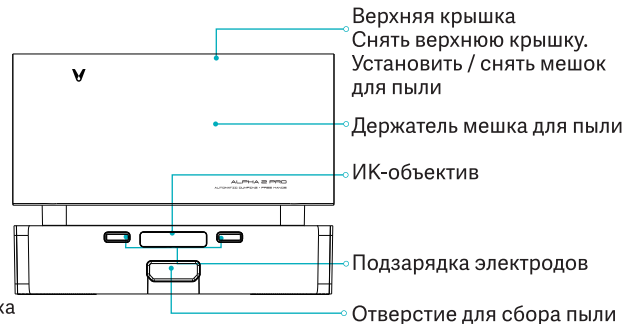 Верхняя крышка
Снять верхнюю крышку.
Установить / снять мешок
для пыли
Держатель мешка для пыли
ИК-объектив
ALPHA 2 PRO
Подзарядка электродов
Отверстие для сбора пыли
ка